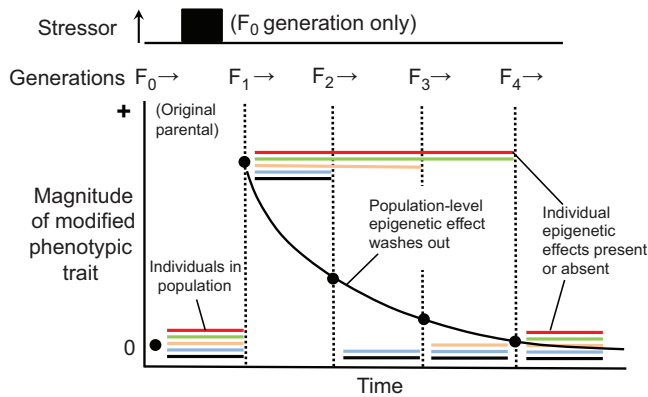 Stressor
(F₀ generation only)
Generations F₀→ F₁→ F₂→ F₃→ F₄→
+
(Original
parental)
Magnitude
of modified
phenotypic
trait
Population-level
epigenetic effect
washes out
Individual
epigenetic
effects present
or absent
Individuals in
population
0
Time